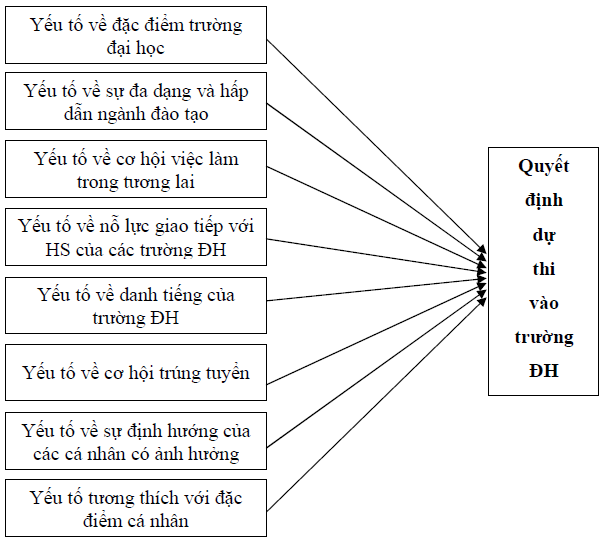 Yếu tố về đặc điểm trường
đại học
Yếu tố về sự đa dạng và hấp
dẫn ngành đào tạo
Yếu tố về cơ hội việc làm
trong tương lai
Yếu tố về nỗ lực giao tiếp với
HS của các trường ĐH
Yếu tố về danh tiếng của
trường ĐH
Yếu tố về cơ hội trúng tuyển
Yếu tố về sự định hướng của
các cá nhân có ảnh hưởng
Yếu tố tương thích với đặc
điểm cá nhân
Quyết
định
dự
thi
vào
trường
ĐH